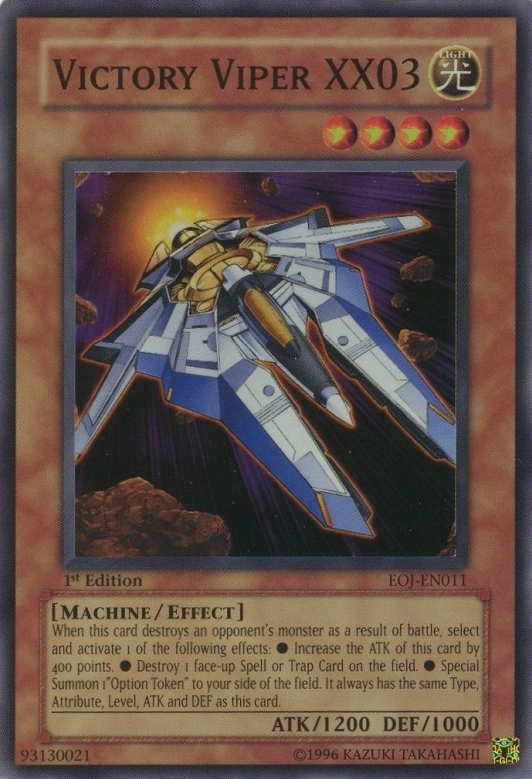 VICTORY VIPER XX03
LIGHT
光
1st Edition
EOJ-EN011
[MACHINE/EFFECT]
When this card destroys an opponent's monster as a result of battle, select
and activate 1 of the following effects: ● Increase the ATK of this card by
400 points. ● Destroy 1 face-up Spell or Trap Card on the field. ● Special
Summon 1"Option Token" to your side of the field. It always has the same Type,
Attribute, Level, ATK and DEF as this card.
ATK/1200 DEF/1000
93130021
©1996 KAZUKI TAKAHASHI